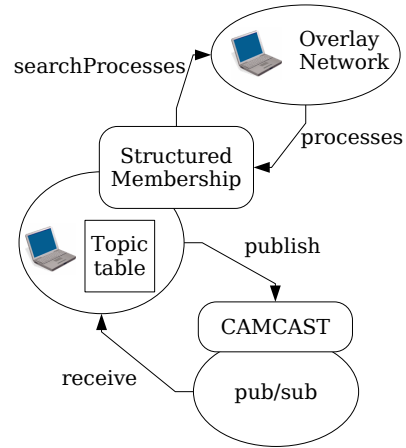 Overlay
Network
searchProcesses
processes
Structured
Membership
Topic
table
publish
CAMCAST
receive
pub/sub